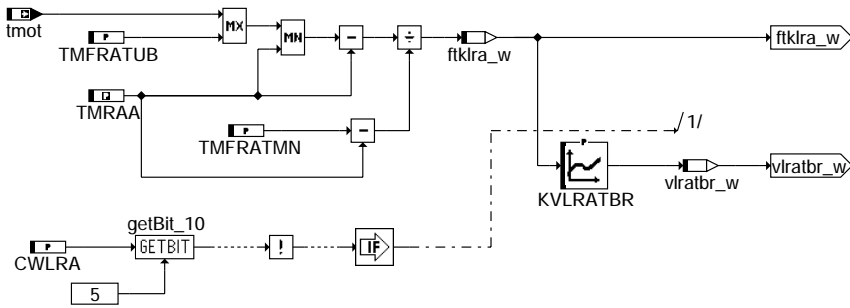 tmot
MX
P
TMFRATUB
MN
ftklra_w
ftklra_w
P
TMRAA
P
TMFRATMN
/1/
P
KVLRATBR
vlratbr_w
vlratbr_w
getBit_10
P
CWLRA
GETBIT
!
IF
5